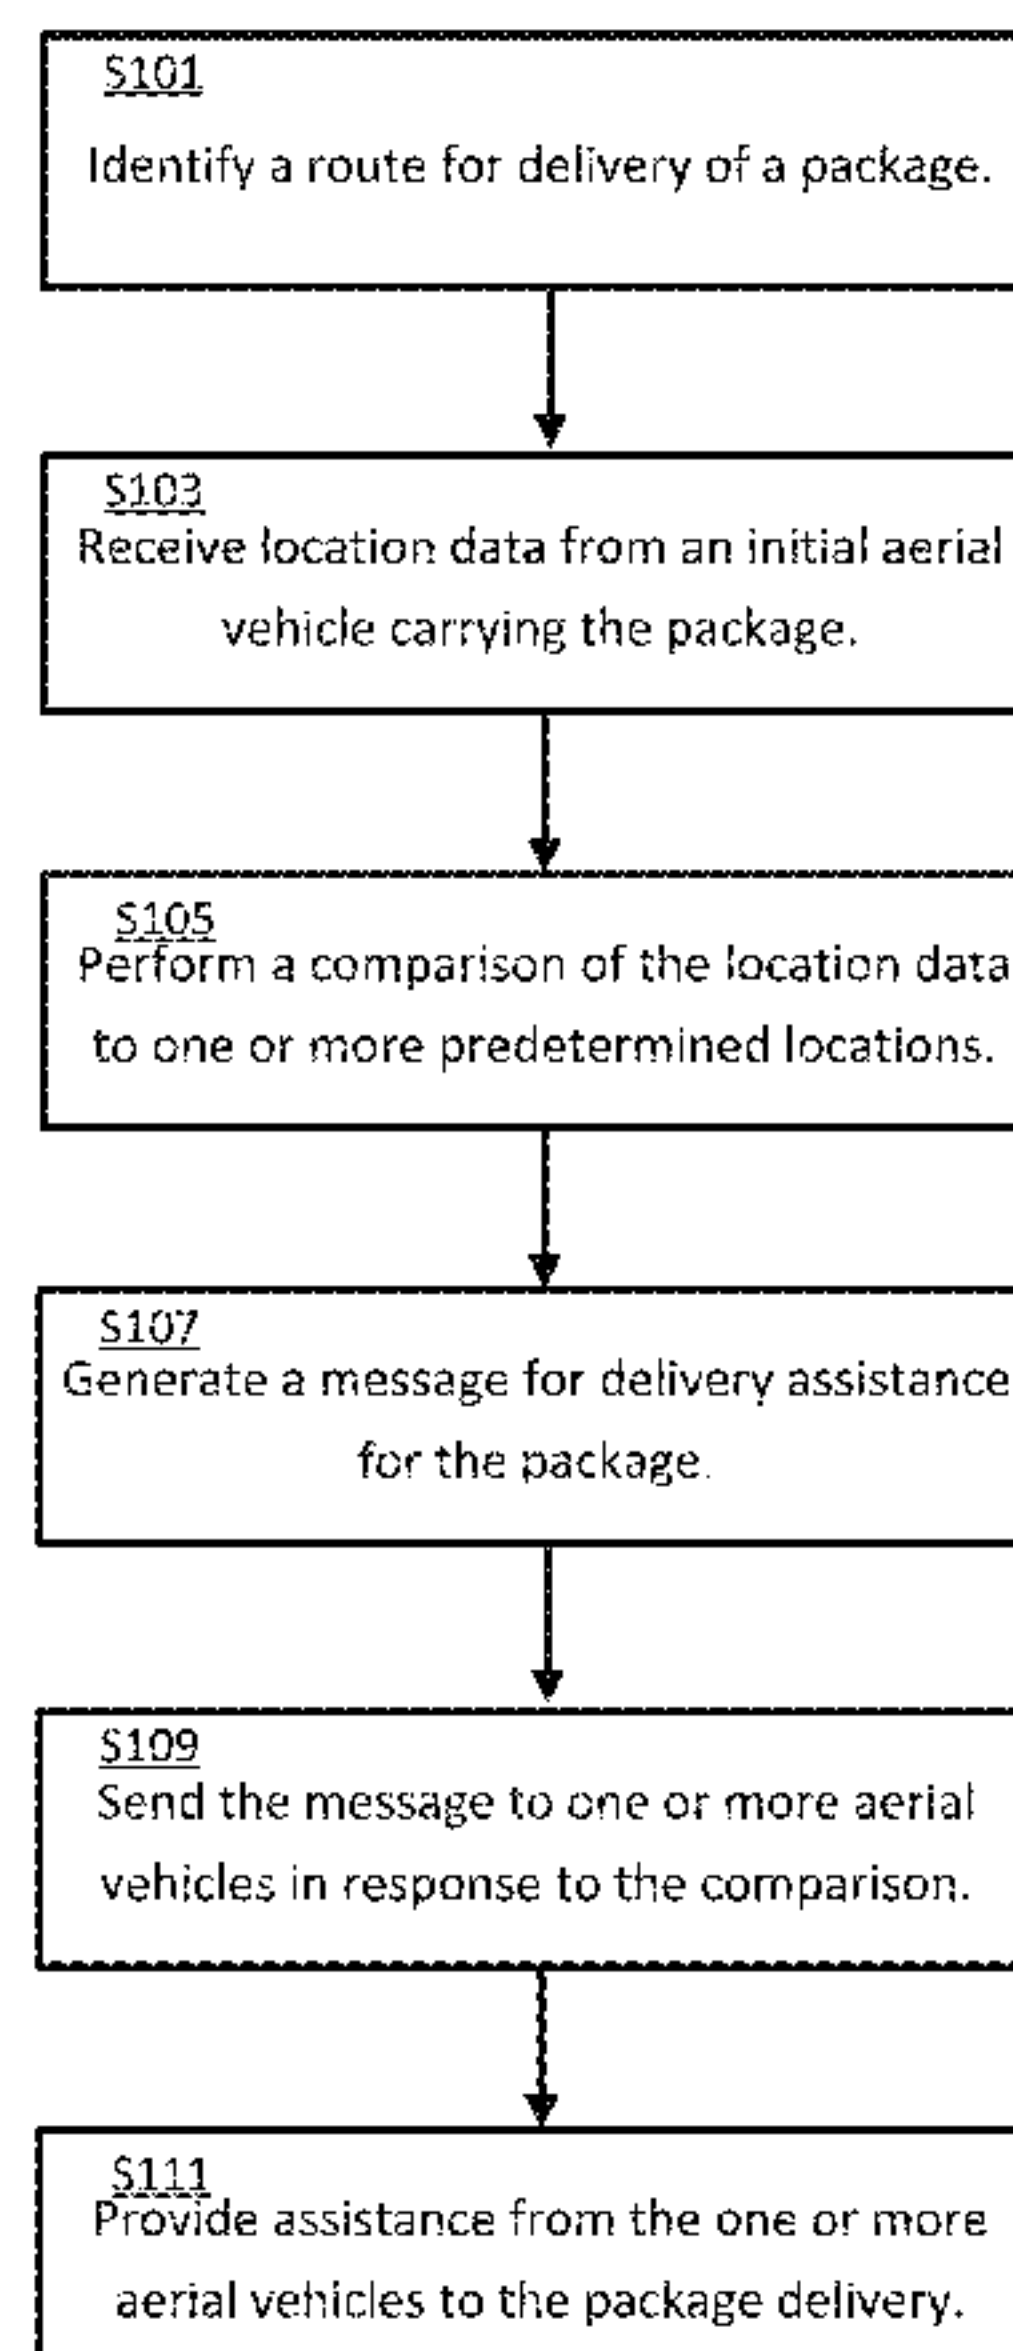 S101
Identify a route for delivery of a package.
S103
Receive location data from an initial aerial
vehicle carrying the package.
S105
Perform a comparison of the location data
to one or more predetermined locations.
S107
Generate a message for delivery assistance
for the package.
S109
Send the message to one or more aerial
vehicles in response to the comparison.
S111
Provide assistance from the one or more
aerial vehicles to the package delivery.